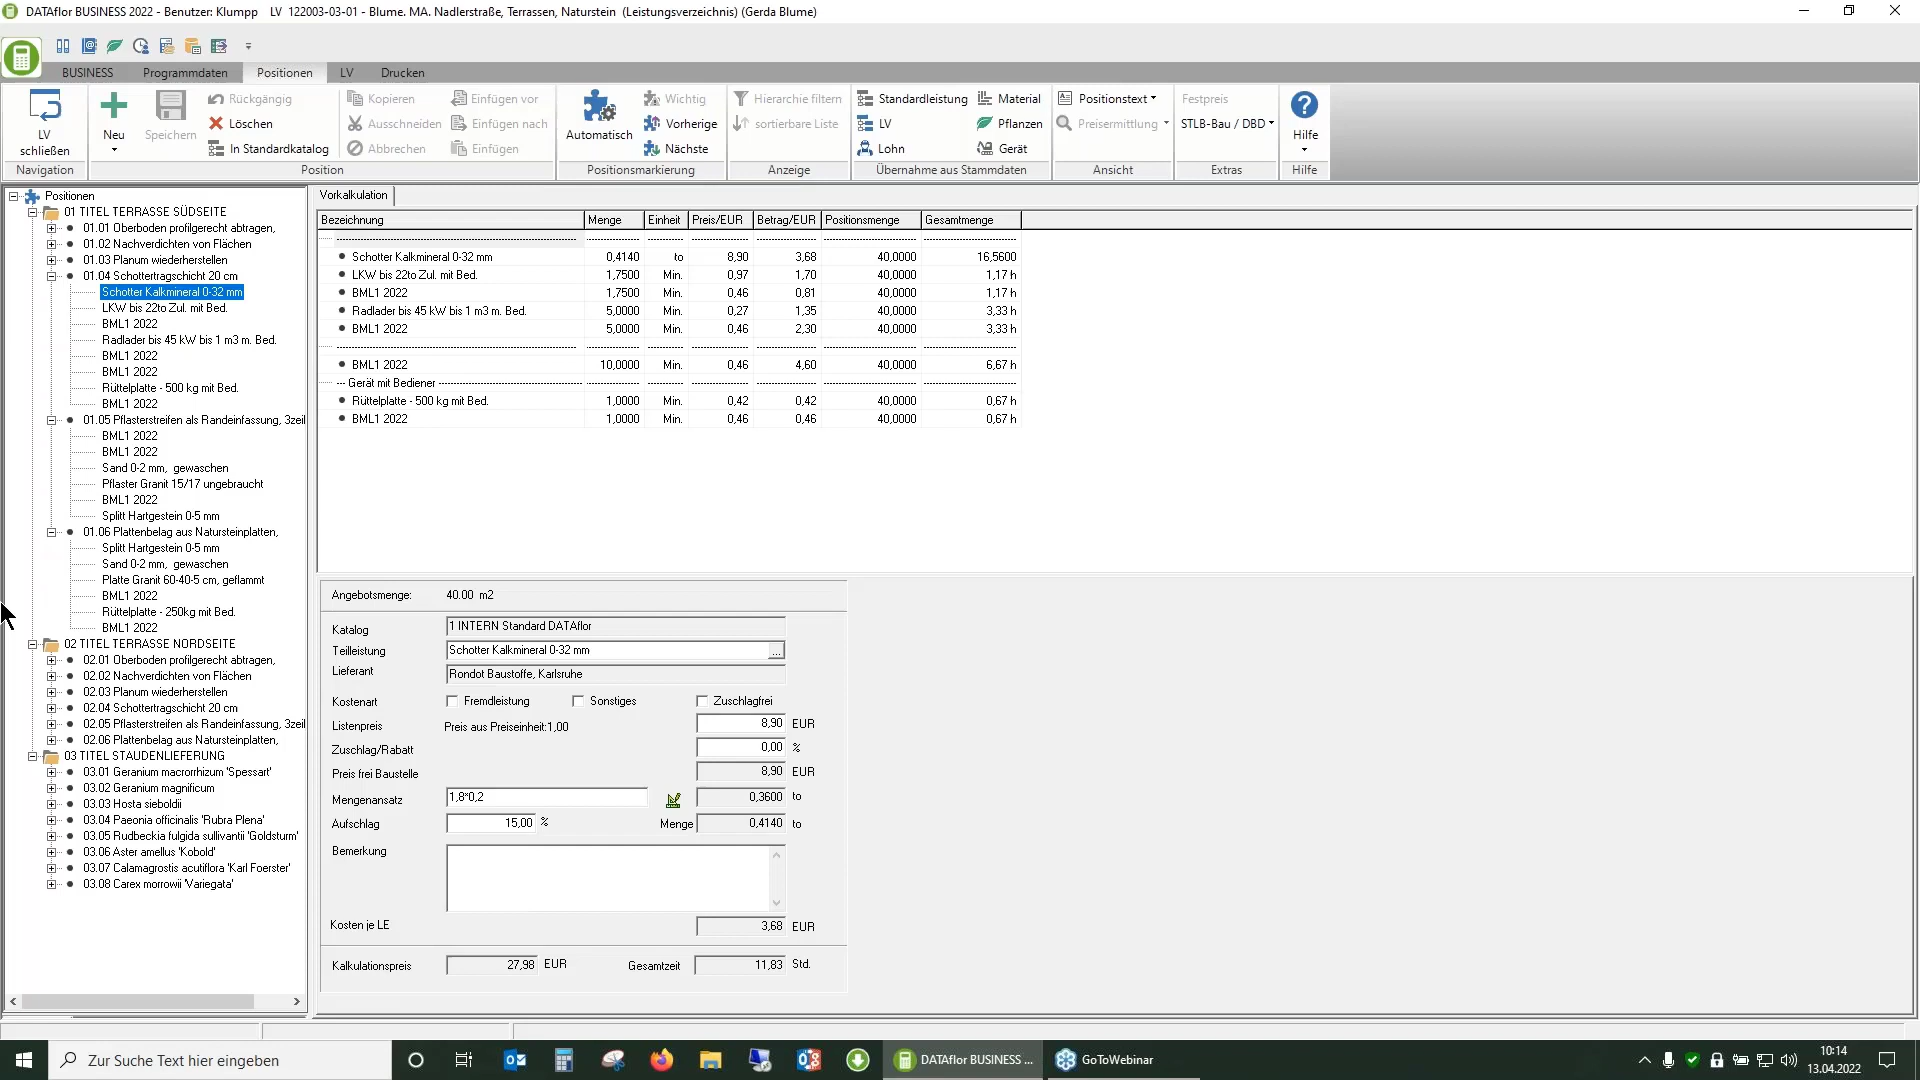 DATAflor BUSINESS 2022 - Benutzer: Klumpp LV 122003-03-01 - Blume. MA. Nadlerstraße, Terrassen, Naturstein (Leistungsverzeichnis) (Gerda Blume)
BUSINESS Programmdaten Positionen LV Drucken
LV schließen
Navigation
Neu
Speichern
Rückgängig
Löschen
In Standardkatalog
Kopieren
Ausschneiden
Abbrechen
Einfügen vor
Einfügen nach
Einfügen
Position
Automatisch
Wichtig
Vorherige
Nächste
Positionsmarkierung
Hierarchie filtern
sortierbare Liste
Anzeige
Standardleistung
LV
Lohn
Material
Pflanzen
Gerät
Übernahme aus Stammdaten
Positionstext
Preisermittlung
Ansicht
Festpreis
STLB-Bau / DBD
Extras
Hilfe
Hilfe
Positionen
01 TITEL TERRASSE SÜDSEITE
01.01 Oberboden profilgerecht abtragen,
01.02 Nachverdichten von Flächen
01.03 Planum wiederherstellen
01.04 Schottertragschicht 20 cm
Schotter Kalkmineral 0-32 mm
LKW bis 22to Zul. mit Bed.
BML1 2022
Radlader bis 45 kW bis 1 m3 m. Bed.
BML1 2022
BML1 2022
Rüttelplatte - 500 kg mit Bed.
BML1 2022
01.05 Pflasterstreifen als Randeinfassung, 3zeil
BML1 2022
BML1 2022
Sand 0-2 mm, gewaschen
Pflaster Granit 15/17 ungebraucht
BML1 2022
Splitt Hartgestein 0-5 mm
01.06 Plattenbelag aus Natursteinplatten,
Splitt Hartgestein 0-5 mm
Sand 0-2 mm, gewaschen
Platte Granit 60-40-5 cm, geflammt
BML1 2022
Rüttelplatte - 250kg mit Bed.
BML1 2022
02 TITEL TERRASSE NORDSEITE
02.01 Oberboden profilgerecht abtragen,
02.02 Nachverdichten von Flächen
02.03 Planum wiederherstellen
02.04 Schottertragschicht 20 cm
02.05 Pflasterstreifen als Randeinfassung, 3zeil
02.06 Plattenbelag aus Natursteinplatten,
03 TITEL STAUDENLIEFERUNG
03.01 Geranium macrorrhizum 'Spessart'
03.02 Geranium magnificum
03.03 Hosta sieboldii
03.04 Paeonia officinalis 'Rubra Plena'
03.05 Rudbeckia fulgida sullivantii 'Goldsturm'
03.06 Aster amellus 'Kobold'
03.07 Calamagrostis acutiflora 'Karl Foerster'
03.08 Carex morrowii 'Variegata'
Vorkalkulation
Bezeichnung Menge Einheit Preis/EUR Betrag/EUR Positionsmenge Gesamtmenge
Schotter Kalkmineral 0-32 mm 0,4140 to 8,90 3,68 40,0000 16,5600
LKW bis 22to Zul. mit Bed. 1,7500 Min. 0,97 1,70 40,0000 1,17 h
BML1 2022 1,7500 Min. 0,46 0,81 40,0000 1,17 h
Radlader bis 45 kW bis 1 m3 m. Bed. 5,0000 Min. 0,27 1,35 40,0000 3,33 h
BML1 2022 5,0000 Min. 0,46 2,30 40,0000 3,33 h
BML1 2022 10,0000 Min. 0,46 4,60 40,0000 6,67 h
--- Gerät mit Bediener ---
Rüttelplatte - 500 kg mit Bed. 1,0000 Min. 0,42 0,42 40,0000 0,67 h
BML1 2022 1,0000 Min. 0,46 0,46 40,0000 0,67 h
Angebotsmenge: 40.00 m2
Katalog 1 INTERN Standard DATAflor
Teilleistung Schotter Kalkmineral 0-32 mm ...
Lieferant Rondot Baustoffe, Karlsruhe
Kostenart Fremdleistung Sonstiges Zuschlagfrei
Listenpreis Preis aus Preiseinheit:1,00 8,90 EUR
Zuschlag/Rabatt 0,00 %
Preis frei Baustelle 8,90 EUR
Mengenansatz 1,8*0,2 0,3600 to
Aufschlag 15,00 % Menge 0,4140 to
Bemerkung
Kosten je LE 3,68 EUR
Kalkulationspreis 27,98 EUR Gesamtzeit 11,83 Std.
Zur Suche Text hier eingeben
DATAflor BUSINESS ...
GoToWebinar
10:14
13.04.2022